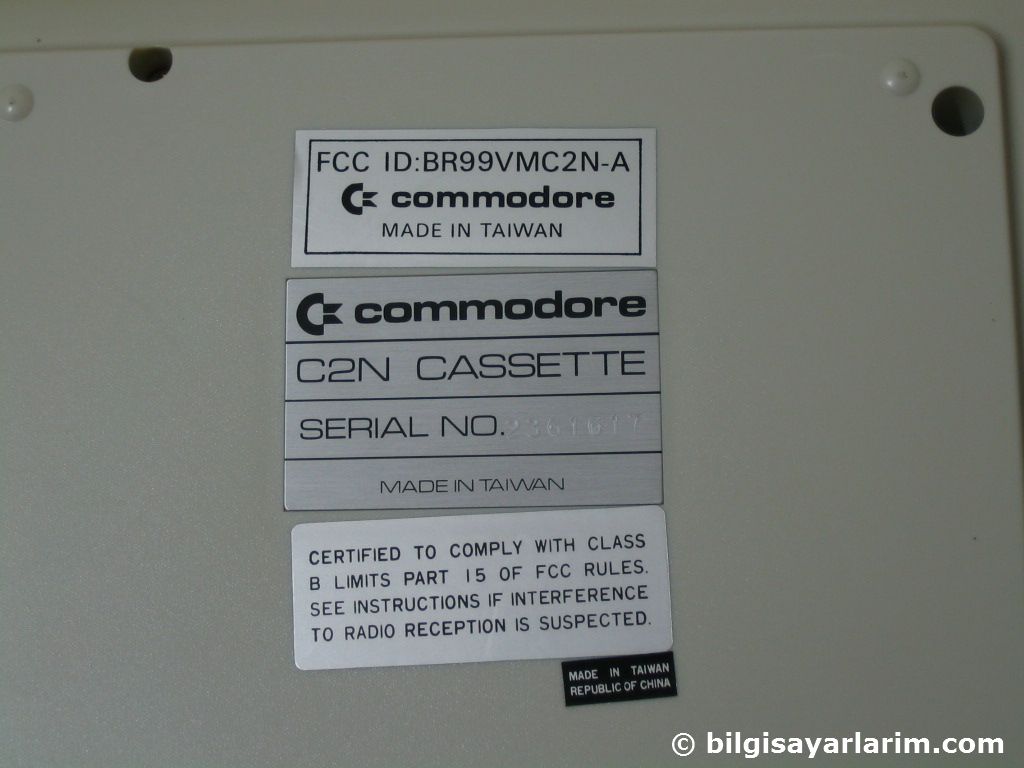 FCC ID:BR99VMC2N-A
commodore
MADE IN TAIWAN
commodore
C2N CASSETTE
SERIAL NO. 2361617
MADE IN TAIWAN
CERTIFIED TO COMPLY WITH CLASS
B LIMITS PART 15 OF FCC RULES.
SEE INSTRUCTIONS IF INTERFERENCE
TO RADIO RECEPTION IS SUSPECTED.
MADE IN TAIWAN
REPUBLIC OF CHINA
© bilgisayarlarim.com